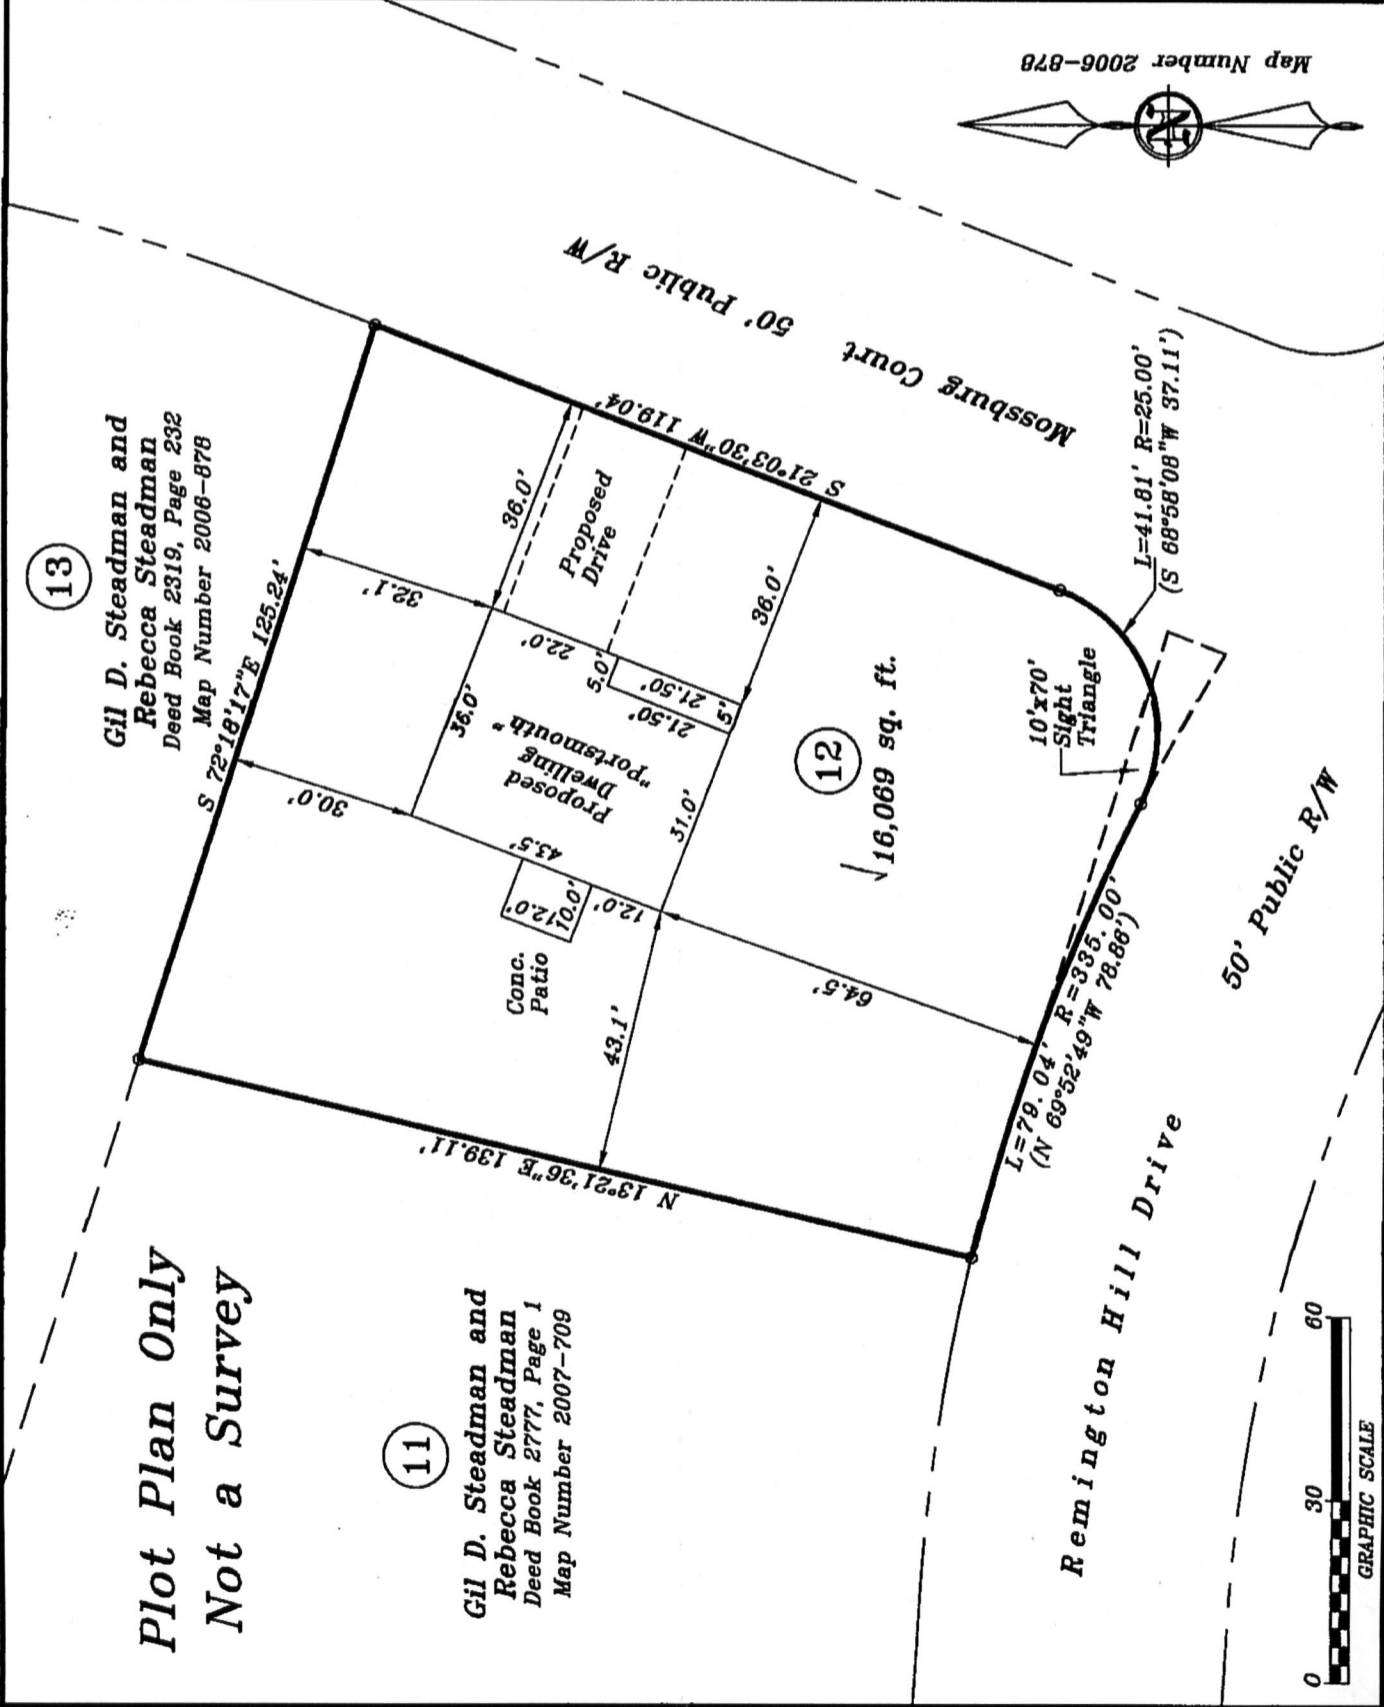 Plot Plan Only
Not a Survey
13
Gil D. Steadman and
Rebecca Steadman
Deed Book 2319, Page 232
Map Number 2006-878
11
Gil D. Steadman and
Rebecca Steadman
Deed Book 2777, Page 1
Map Number 2007-709
S 72°18'17"E 125.24'
N 13°21'36"E 139.11'
S 21°03'30"W 119.04'
L=41.81' R=25.00'
(S 68°58'08"W 37.11')
L=79.04' R=335.00'
(N 69°52'49"W 78.86')
Mossburg Court 50' Public R/W
Remington Hill Drive 50' Public R/W
30.0'
32.1'
36.0'
36.0'
36.0'
Proposed
Drive
22.0'
5.0'
21.50'
21.50'
5'
Proposed
Dwelling
"Portsmouth"
43.5'
31.0'
12.0'
10.0'
12.0'
Conc.
Patio
43.1'
64.5'
12
16,069 sq. ft.
10'x70'
Sight
Triangle
Map Number 2006-878
N
0 30 60
GRAPHIC SCALE